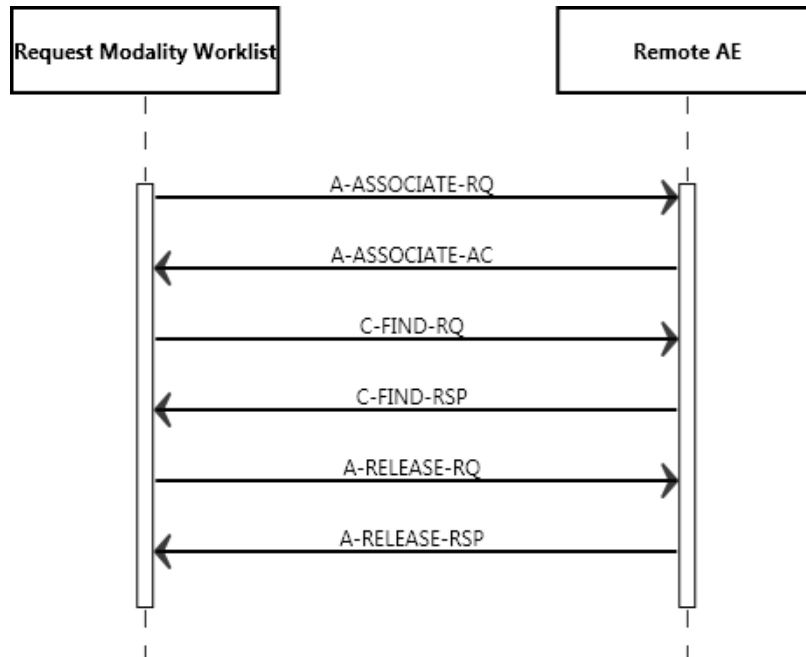 Request Modality Worklist
Remote AE
A-ASSOCIATE-RQ
A-ASSOCIATE-AC
C-FIND-RQ
C-FIND-RSP
A-RELEASE-RQ
A-RELEASE-RSP